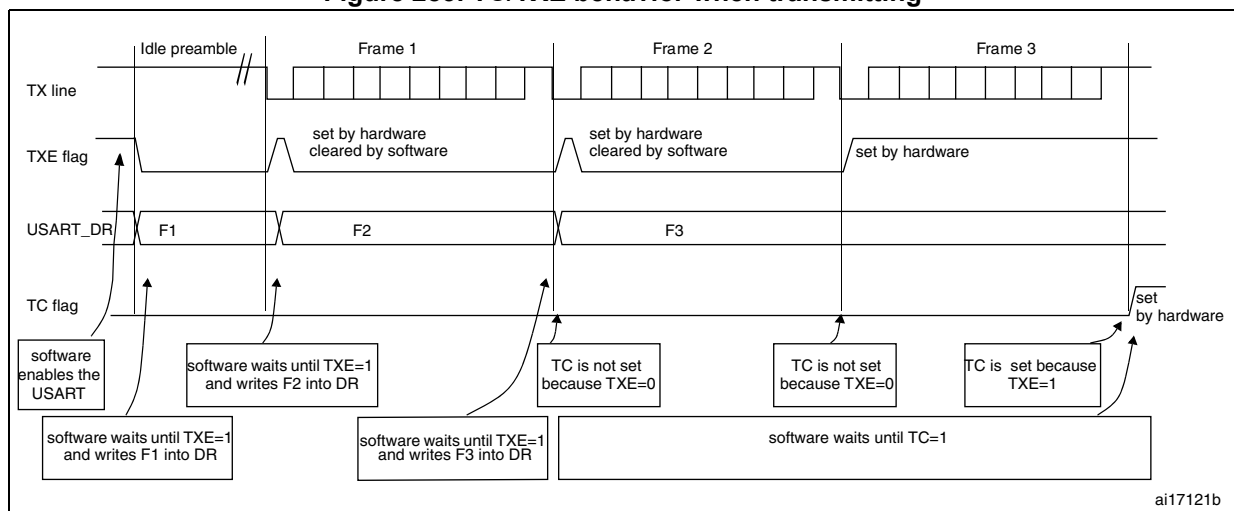 Figure 253. TC/TXE behavior when transmitting
Idle preamble
Frame 1
Frame 2
Frame 3
TX line
TXE flag
set by hardware
cleared by software
set by hardware
cleared by software
set by hardware
USART_DR
F1
F2
F3
TC flag
set
by hardware
software
enables the
USART
software waits until TXE=1
and writes F2 into DR
TC is not set
because TXE=0
TC is not set
because TXE=0
TC is set because
TXE=1
software waits until TXE=1
and writes F1 into DR
software waits until TXE=1
and writes F3 into DR
software waits until TC=1
ai17121b